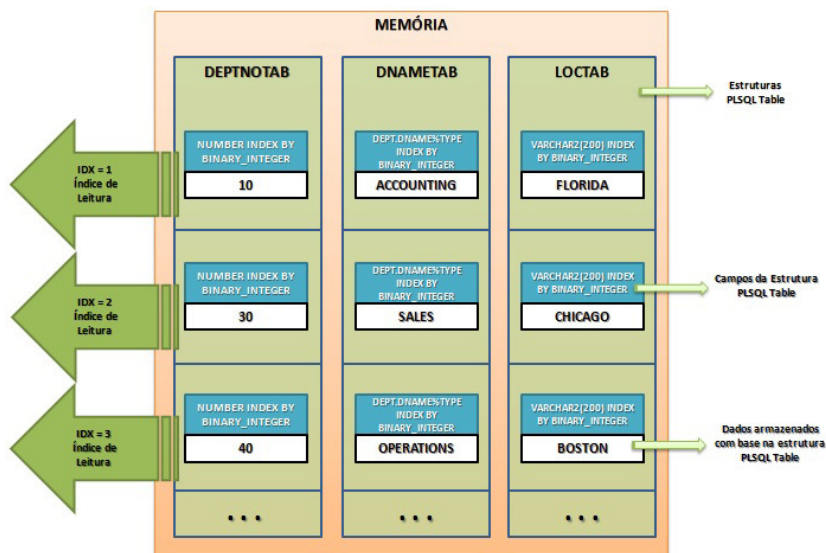 MEMÓRIA
DEPTNOTAB
DNAMETAB
LOCTAB
Estruturas
PLSQL Table
IDX = 1
Índice de
Leitura
NUMBER INDEX BY
BINARY_INTEGER
10
DEPT.DNAME%TYPE
INDEX BY
BINARY_INTEGER
ACCOUNTING
VARCHAR2(200) INDEX
BY BINARY_INTEGER
FLORIDA
IDX = 2
Índice de
Leitura
NUMBER INDEX BY
BINARY_INTEGER
30
DEPT.DNAME%TYPE
INDEX BY
BINARY_INTEGER
SALES
VARCHAR2(200) INDEX
BY BINARY_INTEGER
CHICAGO
Campos da Estrutura
PLSQL Table
IDX = 3
Índice de
Leitura
NUMBER INDEX BY
BINARY_INTEGER
40
DEPT.DNAME%TYPE
INDEX BY
BINARY_INTEGER
OPERATIONS
VARCHAR2(200) INDEX
BY BINARY_INTEGER
BOSTON
Dados armazenados
com base na estrutura
PLSQL Table
...
...
...